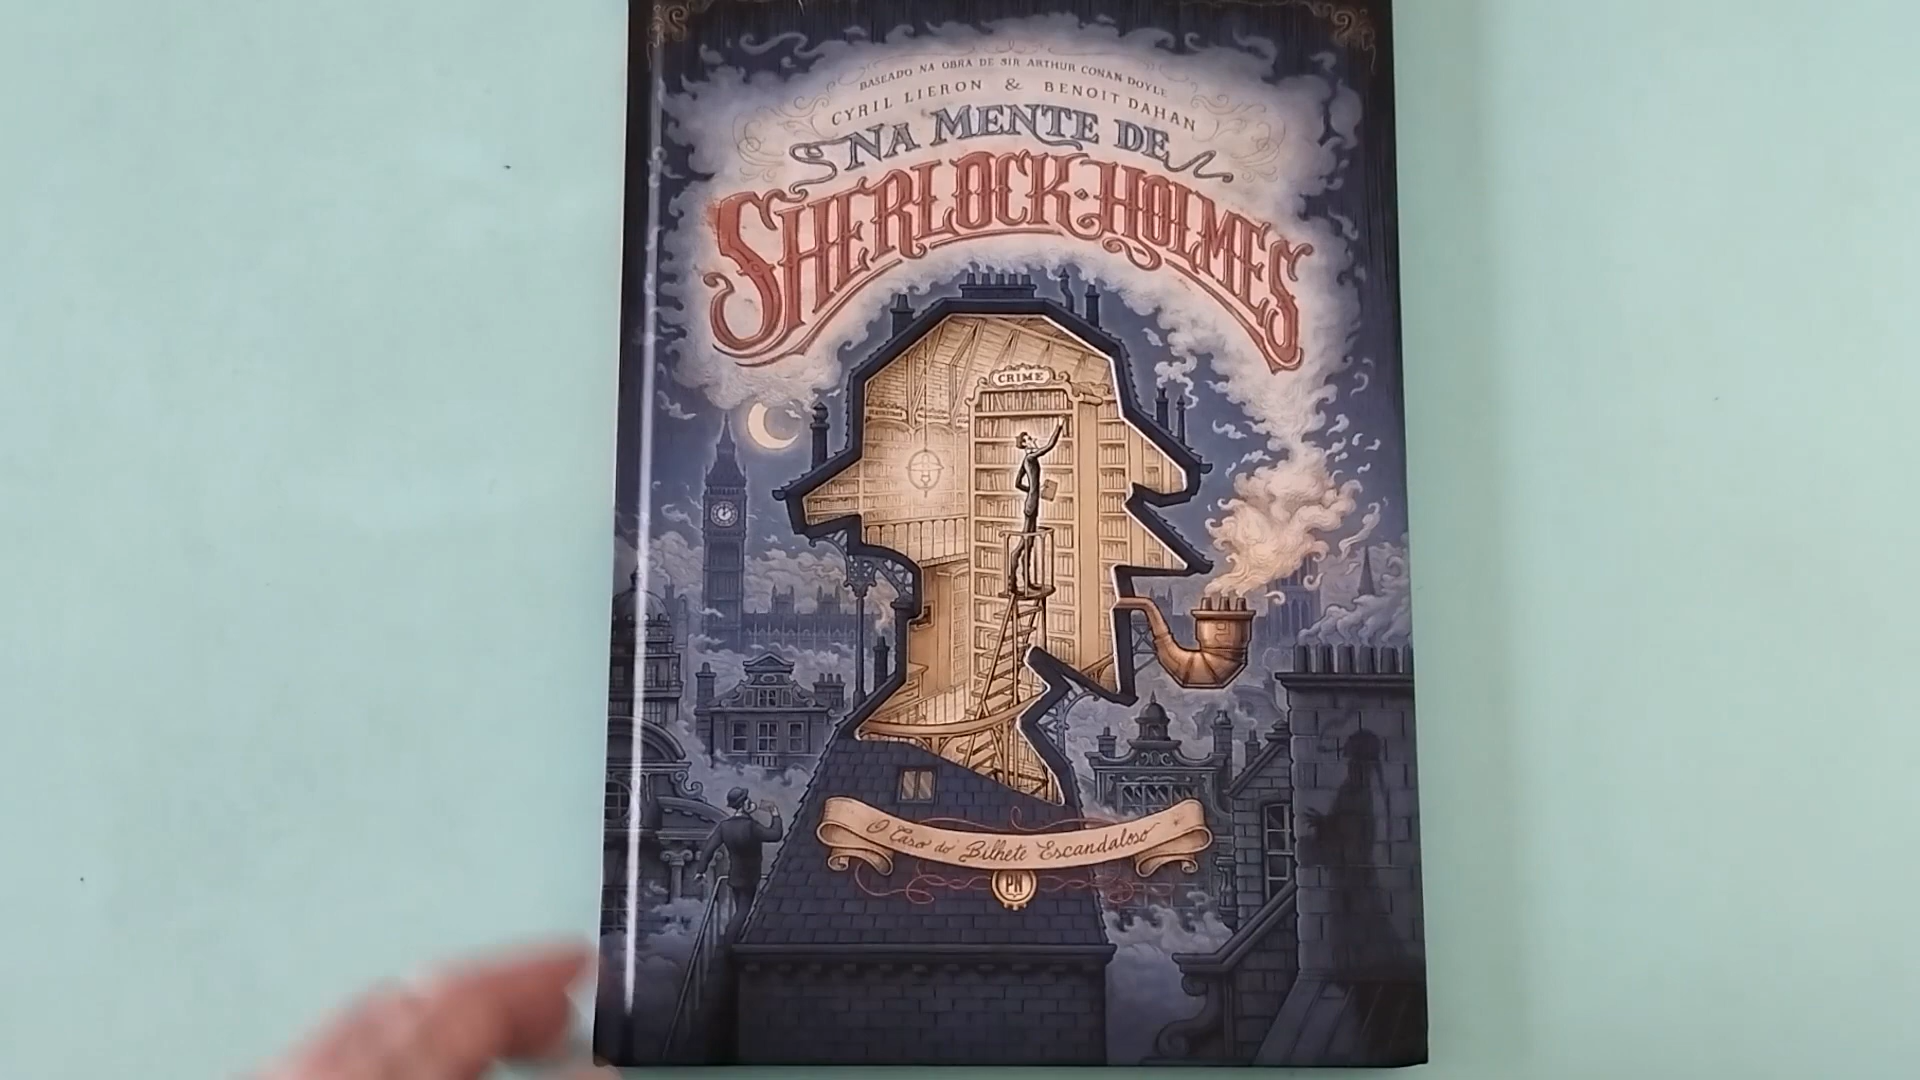 BASEADO NA OBRA DE SIR ARTHUR CONAN DOYLE
CYRIL LIERON & BENOIT DAHAN
NA MENTE DE
SHERLOCK·HOLMES
CRIME
O Caso do Bilhete Escandaloso
PN